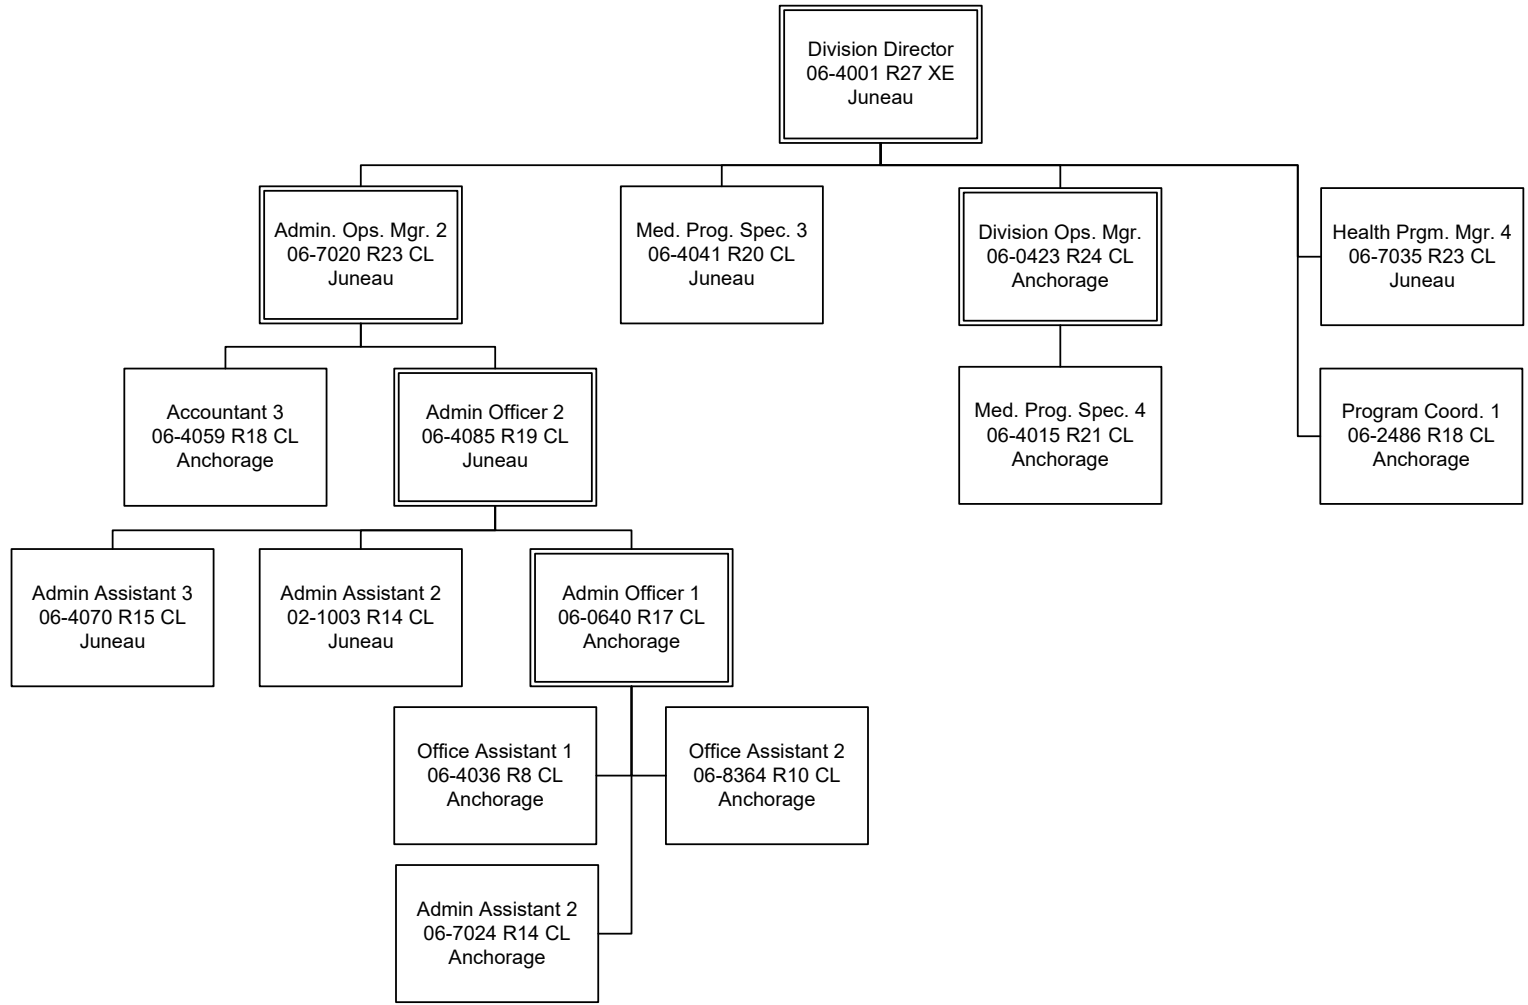 Division Director
06-4001 R27 XE
Juneau
Admin. Ops. Mgr. 2
06-7020 R23 CL
Juneau
Med. Prog. Spec. 3
06-4041 R20 CL
Juneau
Division Ops. Mgr.
06-0423 R24 CL
Anchorage
Health Prgm. Mgr. 4
06-7035 R23 CL
Juneau
Accountant 3
06-4059 R18 CL
Anchorage
Admin Officer 2
06-4085 R19 CL
Juneau
Med. Prog. Spec. 4
06-4015 R21 CL
Anchorage
Program Coord. 1
06-2486 R18 CL
Anchorage
Admin Assistant 3
06-4070 R15 CL
Juneau
Admin Assistant 2
02-1003 R14 CL
Juneau
Admin Officer 1
06-0640 R17 CL
Anchorage
Office Assistant 1
06-4036 R8 CL
Anchorage
Office Assistant 2
06-8364 R10 CL
Anchorage
Admin Assistant 2
06-7024 R14 CL
Anchorage